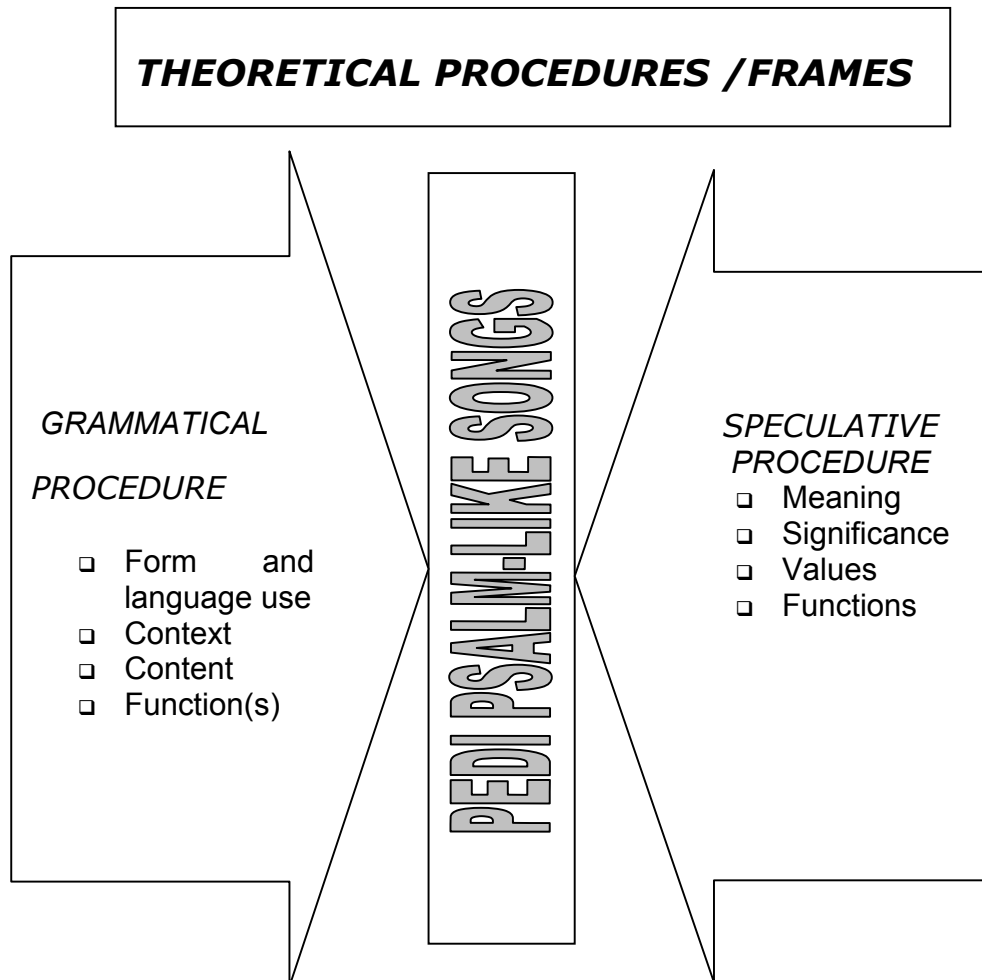 THEORETICAL PROCEDURES /FRAMES
GRAMMATICAL
PROCEDURE
❑ Form and
language use
❑ Context
❑ Content
❑ Function(s)
PEDI PSALM-LIKE SONGS
SPECULATIVE
PROCEDURE
❑ Meaning
❑ Significance
❑ Values
❑ Functions